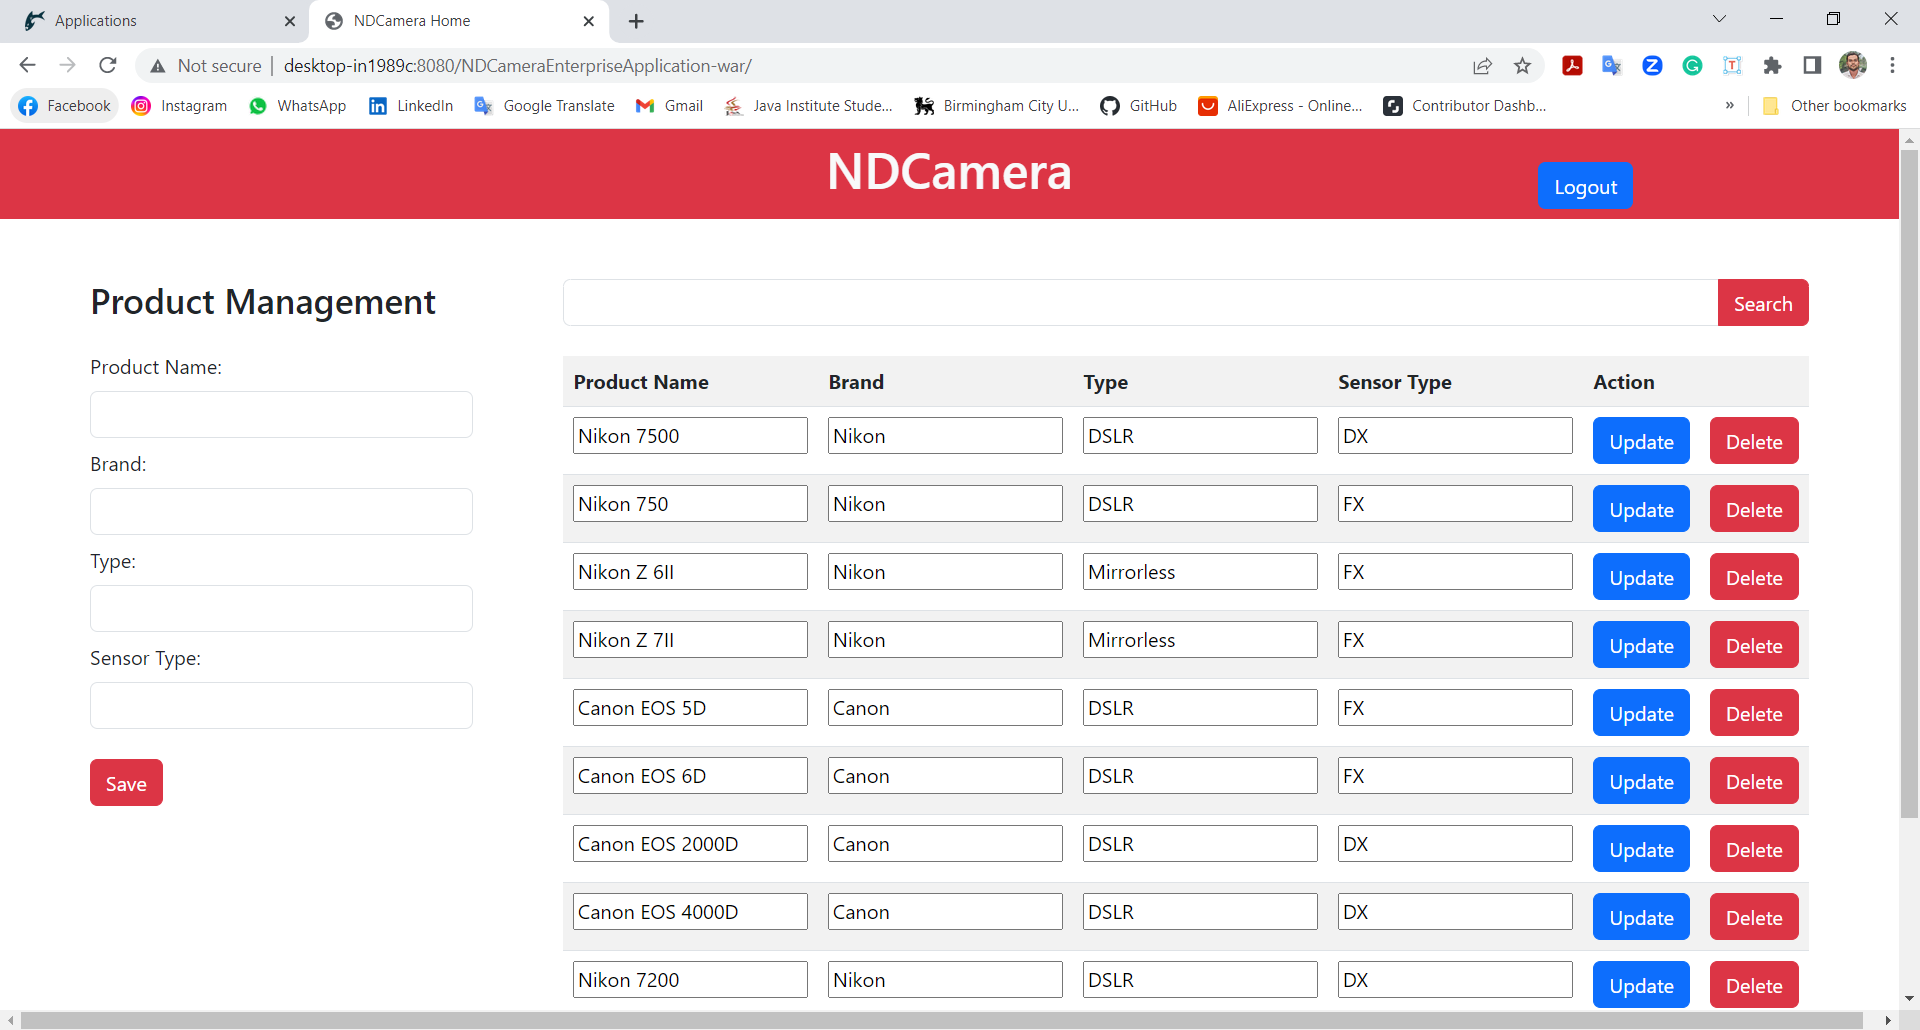 Applications
NDCamera Home
Not secure
desktop-in1989c:8080/NDCameraEnterpriseApplication-war/
Facebook
Instagram
WhatsApp
LinkedIn
Google Translate
Gmail
Java Institute Stude...
Birmingham City U...
GitHub
AliExpress - Online...
Contributor Dashb...
»
Other bookmarks
NDCamera
Logout
Product Management
Product Name:
Brand:
Type:
Sensor Type:
Save
Search
Product Name Brand Type Sensor Type Action
Nikon 7500 Nikon DSLR DX Update Delete
Nikon 750 Nikon DSLR FX Update Delete
Nikon Z 6II Nikon Mirrorless FX Update Delete
Nikon Z 7II Nikon Mirrorless FX Update Delete
Canon EOS 5D Canon DSLR FX Update Delete
Canon EOS 6D Canon DSLR FX Update Delete
Canon EOS 2000D Canon DSLR DX Update Delete
Canon EOS 4000D Canon DSLR DX Update Delete
Nikon 7200 Nikon DSLR DX Update Delete